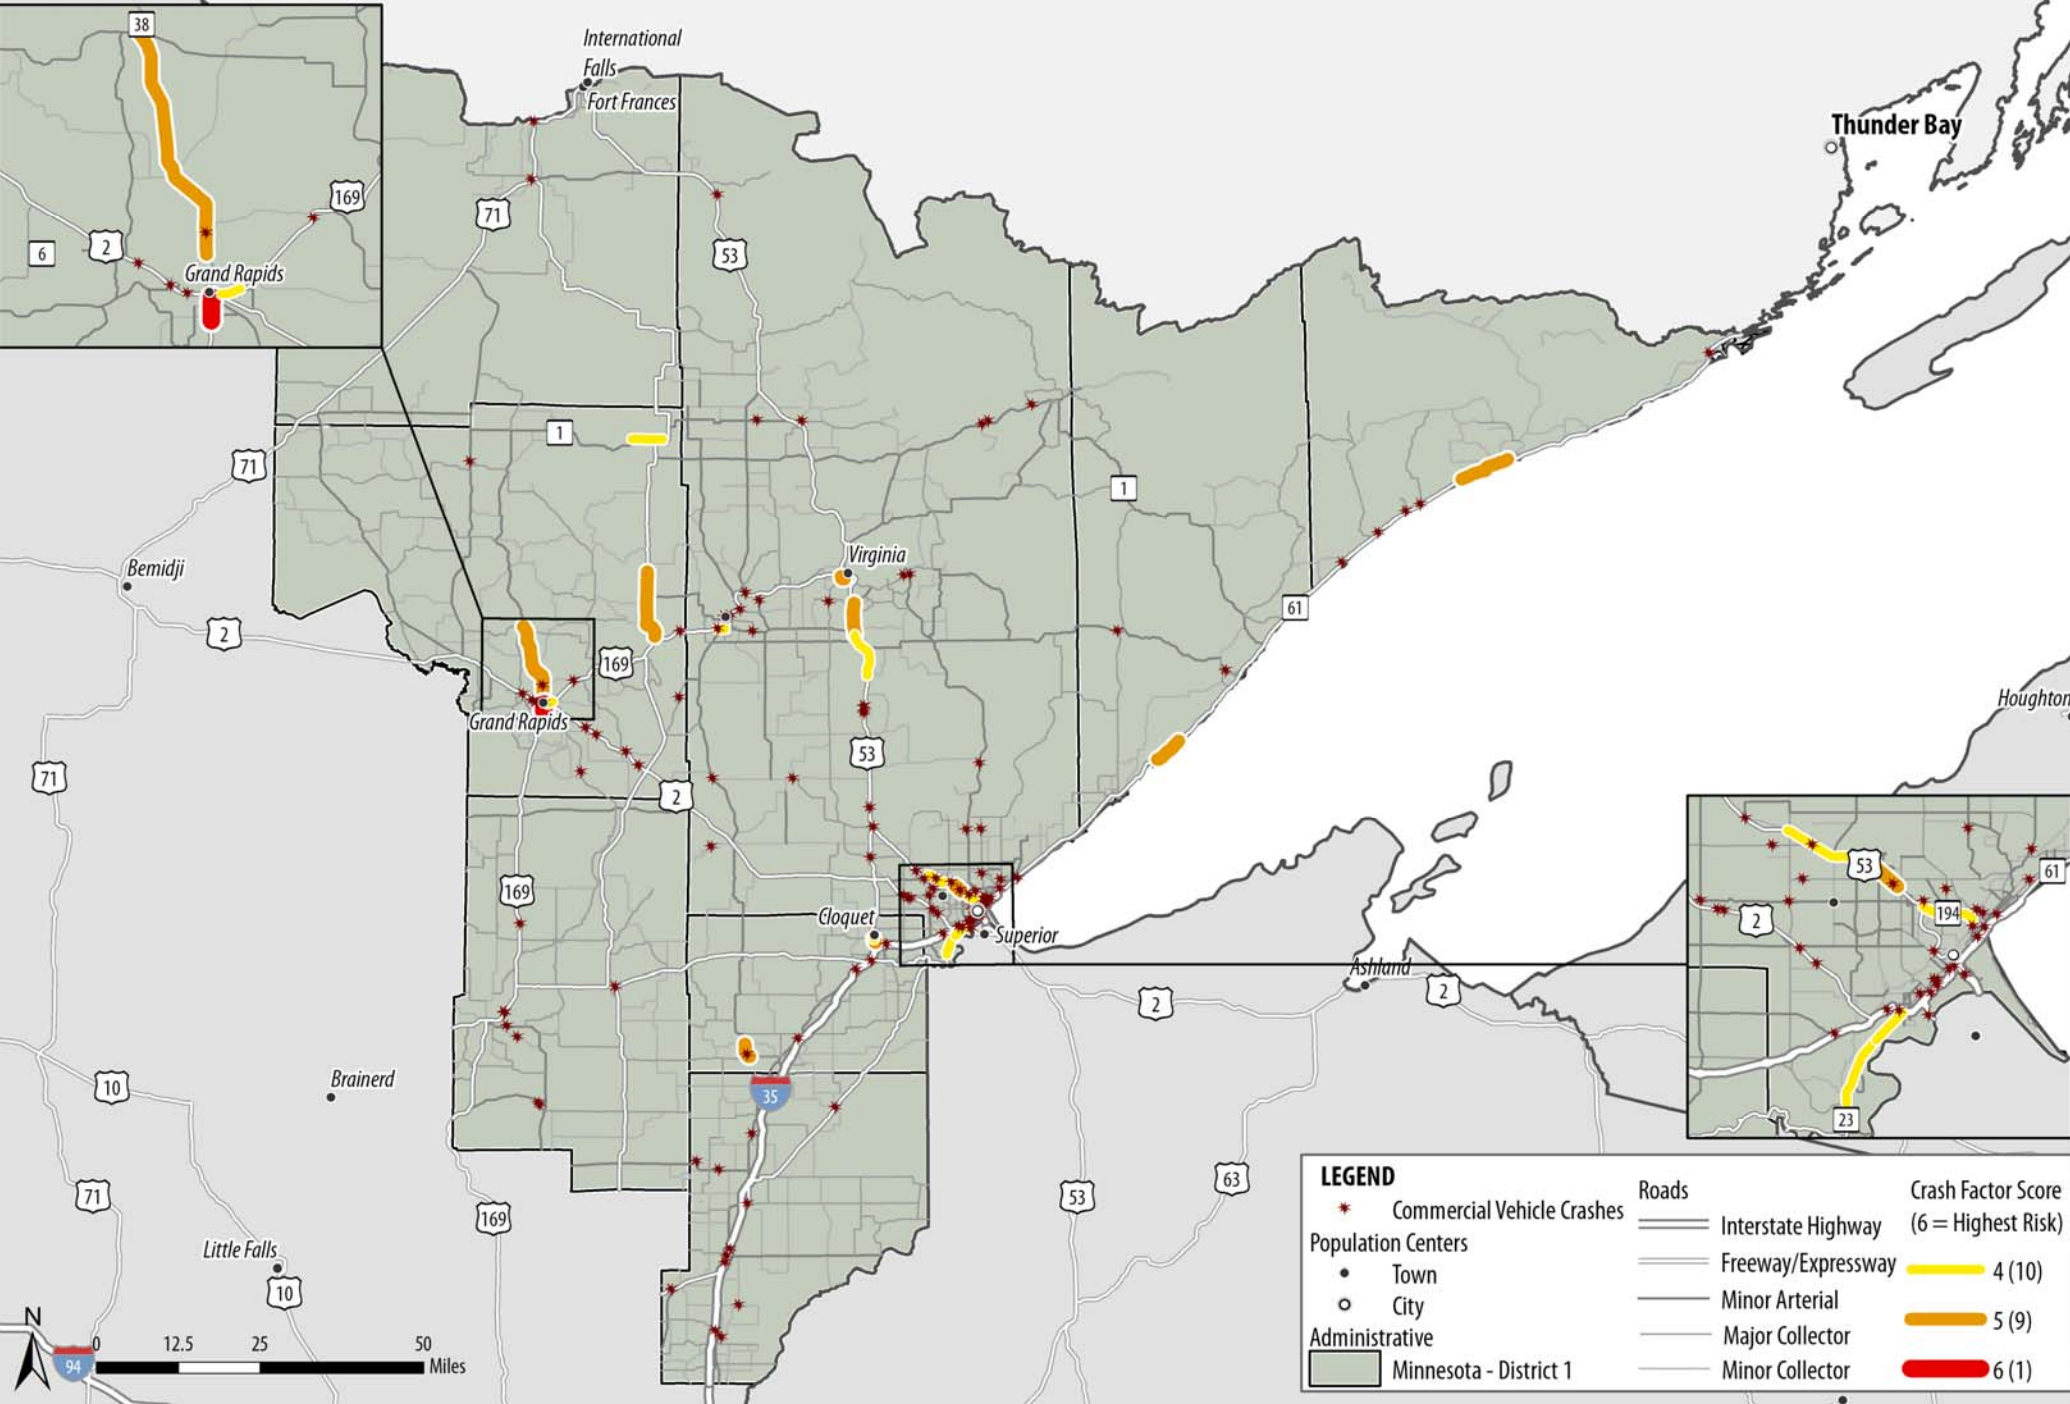 38
169
6
2
Grand Rapids
International
Falls
Fort Frances
Thunder Bay
71
53
1
71
1
Virginia
Bemidji
2
61
169
Grand Rapids
Houghton
71
53
2
53
61
194
2
23
169
Cloquet
Superior
Ashland
2
2
10
Brainerd
35
71
169
53
63
Little Falls
10
N
94
0 12.5 25 50
Miles
LEGEND
Commercial Vehicle Crashes
Population Centers
Town
City
Administrative
Minnesota - District 1
Roads
Interstate Highway
Freeway/Expressway
Minor Arterial
Major Collector
Minor Collector
Crash Factor Score
(6 = Highest Risk)
4 (10)
5 (9)
6 (1)